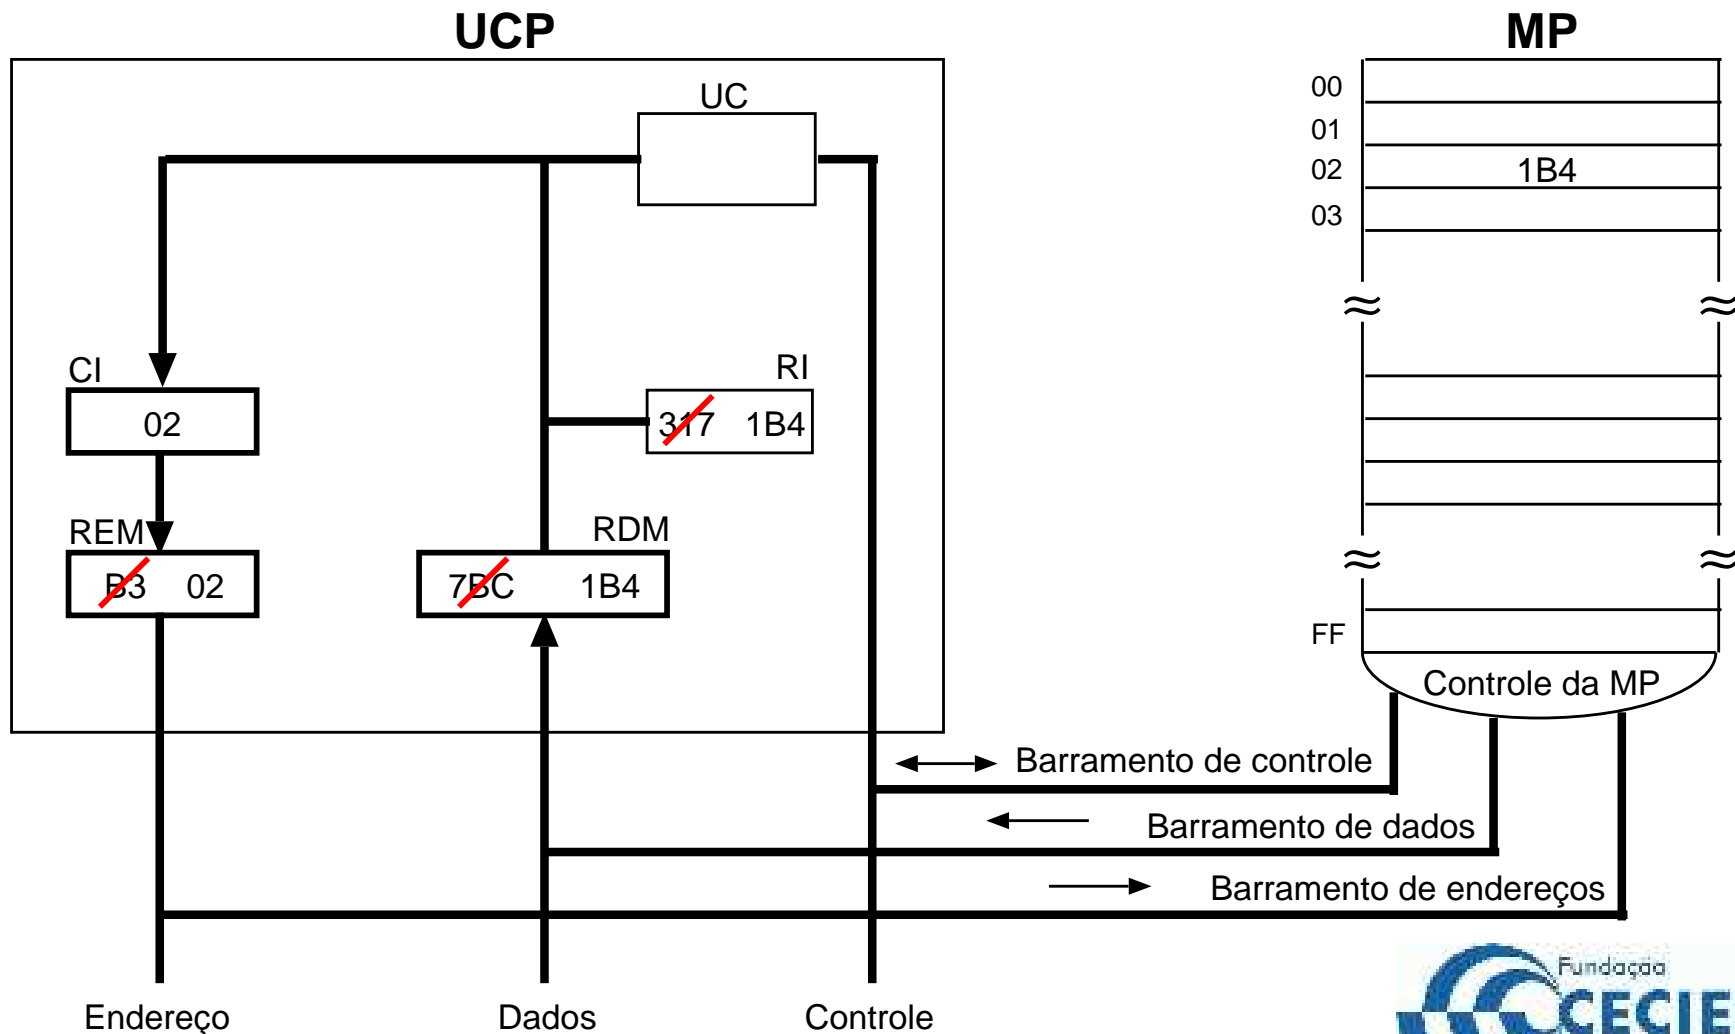 UCP
MP
UC
00
01
02 1B4
03
CI
02
RI
317 1B4
REM
B3 02
RDM
7BC 1B4
FF
Controle da MP
Barramento de controle
Barramento de dados
Barramento de endereços
Endereço Dados Controle
Fundação
CECIE